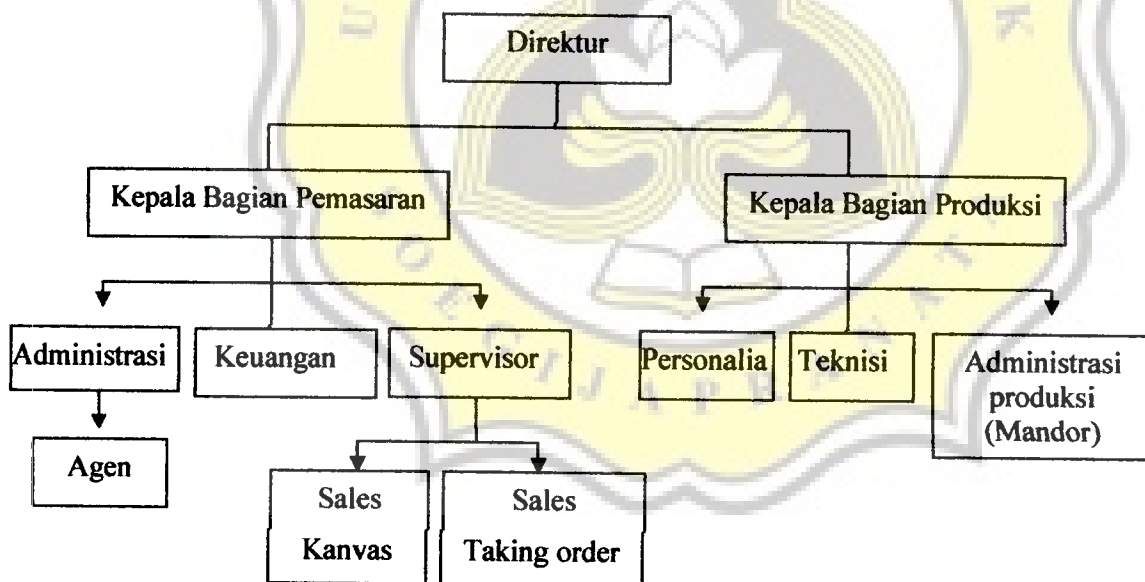 Direktur
Kepala Bagian Pemasaran
Kepala Bagian Produksi
Administrasi
Keuangan
Supervisor
Personalia
Teknisi
Administrasi
produksi
(Mandor)
Agen
Sales
Kanvas
Sales
Taking order